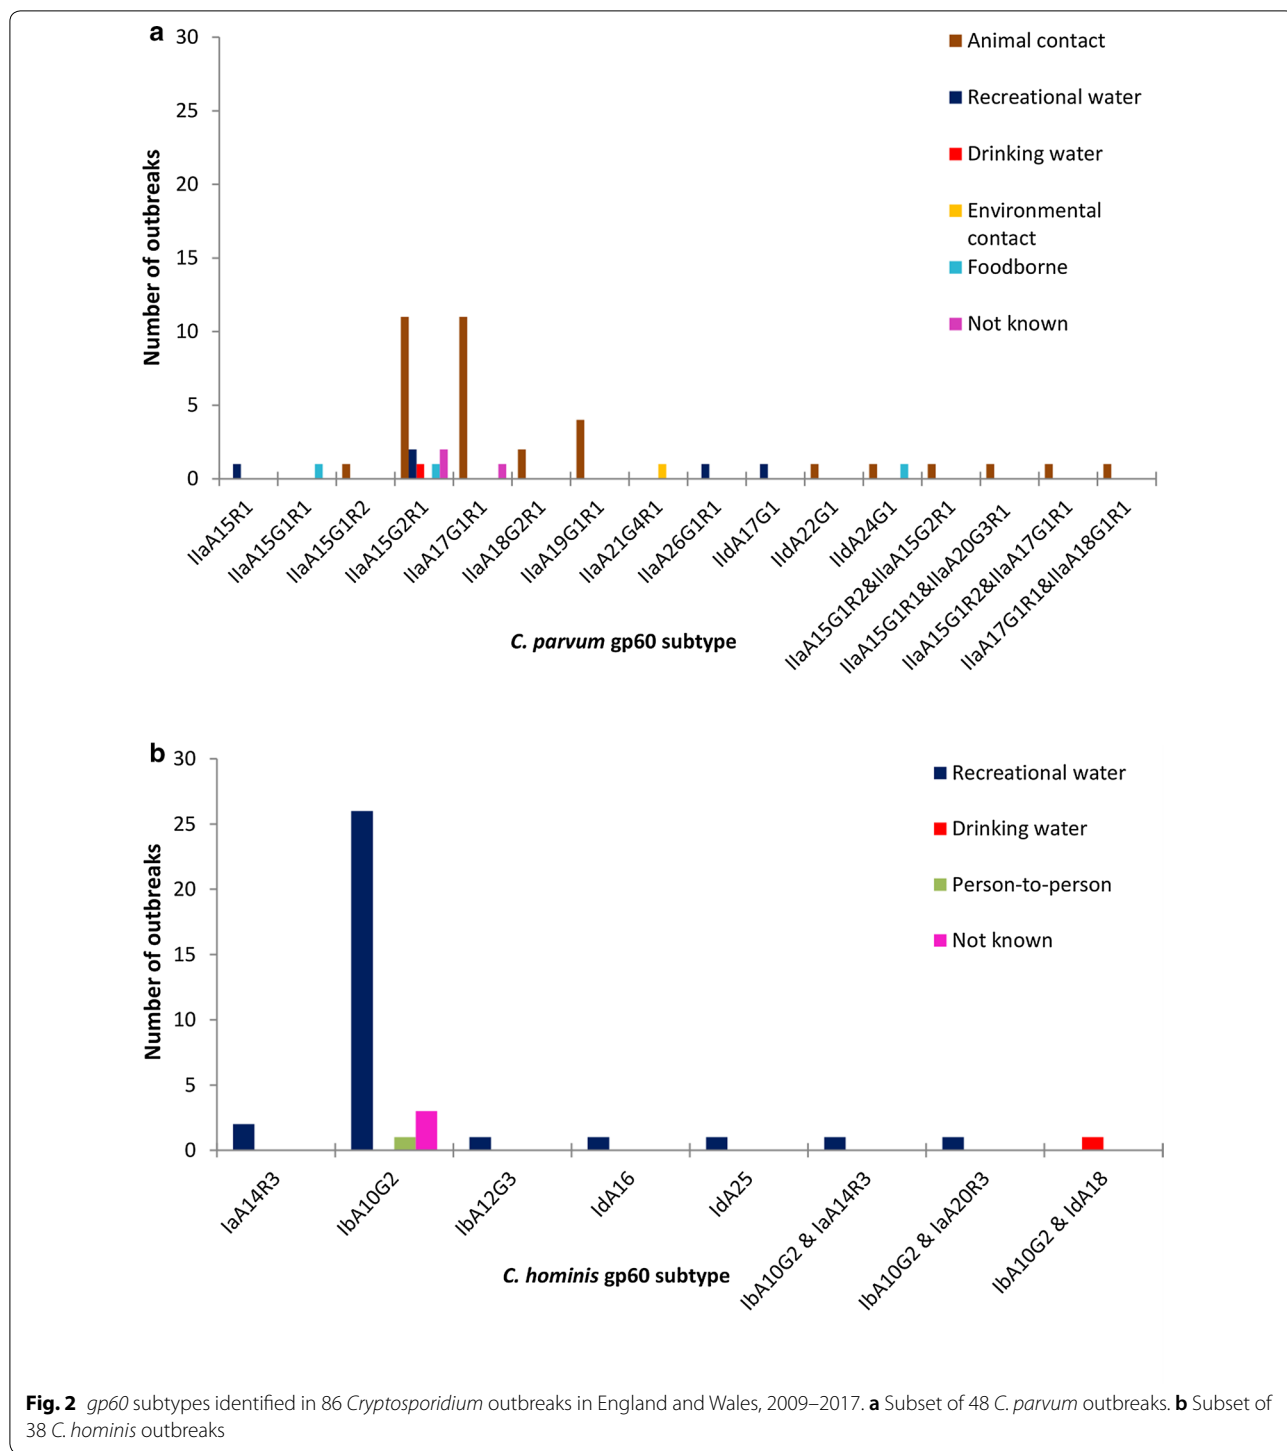 a
30
25
20
15
10
5
0
Number of outbreaks
Animal contact
Recreational water
Drinking water
Environmental
contact
Foodborne
Not known
IIaA15R1
IIaA15G1R1
IIaA15G1R2
IIaA15G2R1
IIaA17G1R1
IIaA18G2R1
IIaA19G1R1
IIaA21G4R1
IIaA26G1R1
IIdA17G1
IIdA22G1
IIdA24G1
IIaA15G1R2&IIaA15G2R1
IIaA15G1R1&IIaA20G3R1
IIaA15G1R2&IIaA17G1R1
IIaA17G1R1&IIaA18G1R1
C. parvum gp60 subtype
b
30
25
20
15
10
5
0
Number of outbreaks
Recreational water
Drinking water
Person-to-person
Not known
IaA14R3
IbA10G2
IbA12G3
IdA16
IdA25
IbA10G2 & IaA14R3
IbA10G2 & IaA20R3
IbA10G2 & IdA18
C. hominis gp60 subtype
Fig. 2 gp60 subtypes identified in 86 Cryptosporidium outbreaks in England and Wales, 2009–2017. a Subset of 48 C. parvum outbreaks. b Subset of
38 C. hominis outbreaks